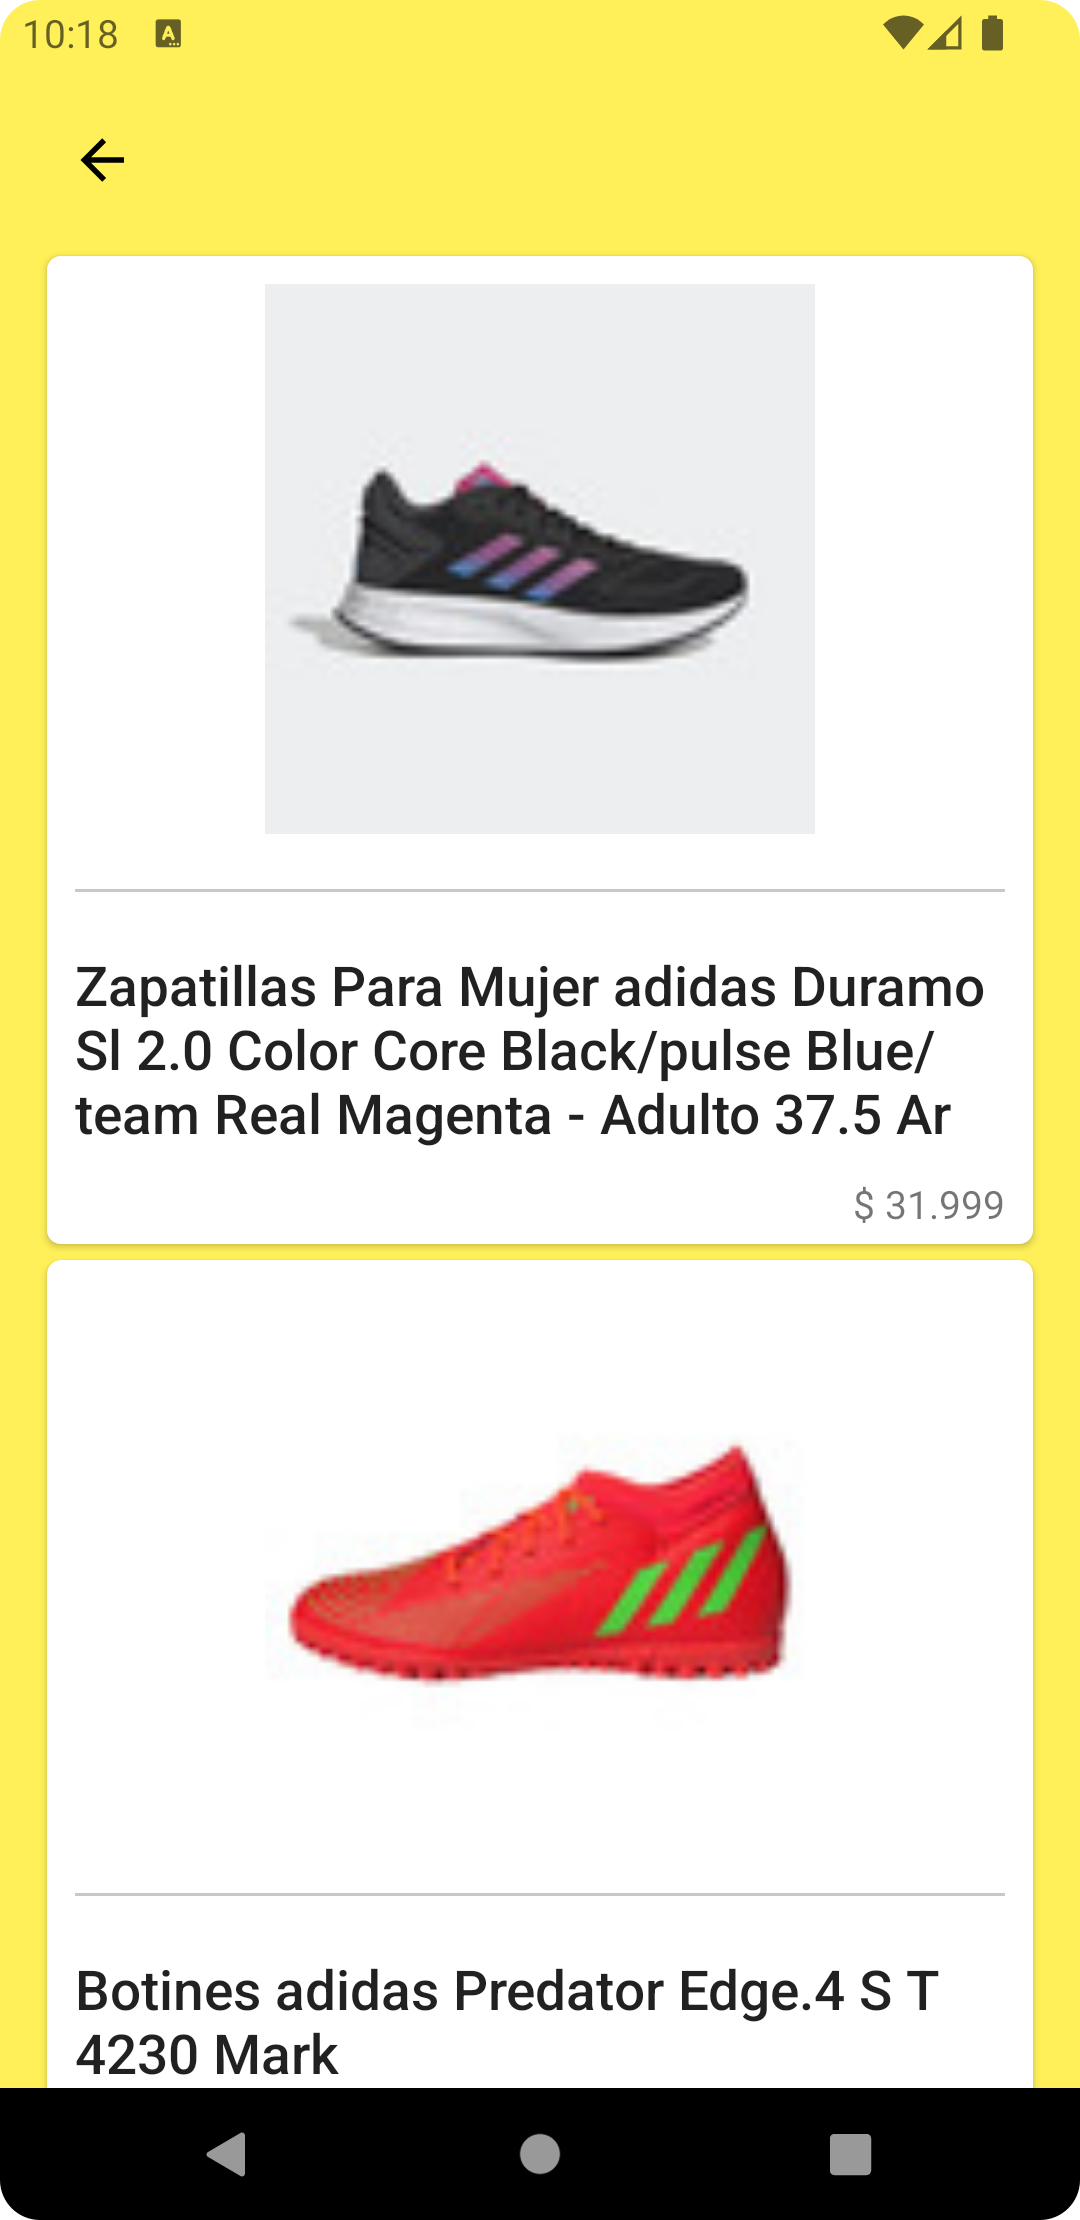 10:18
A
Zapatillas Para Mujer adidas Duramo
Sl 2.0 Color Core Black/pulse Blue/
team Real Magenta - Adulto 37.5 Ar
$ 31.999
Botines adidas Predator Edge.4 S T
4230 Mark